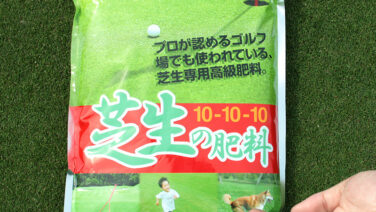 プロが認めるゴルフ
場でも使われている、
芝生専用高級肥料。
10-10-10
芝生の肥料